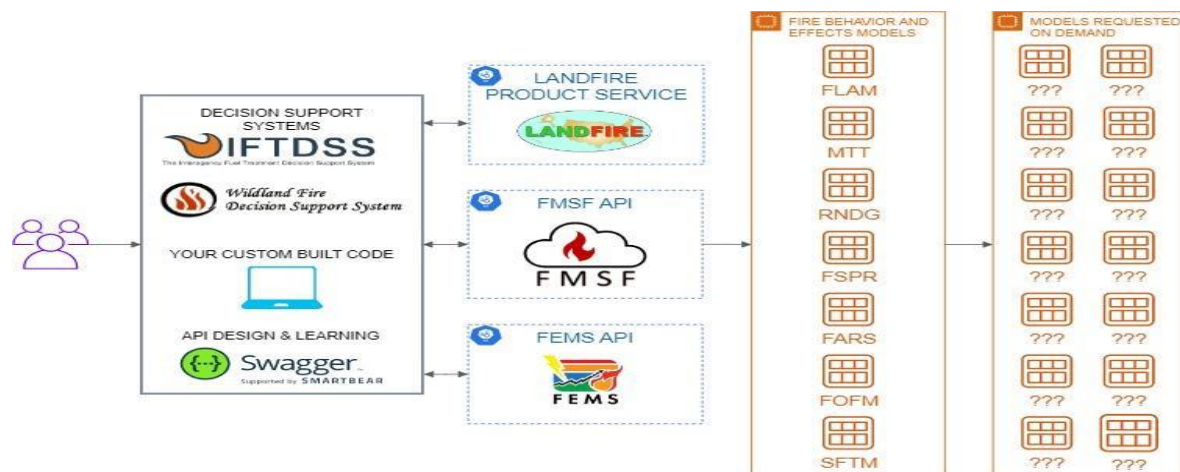 DECISION SUPPORT
SYSTEMS
IFTDSS
The Interagency Fuel Treatment Decision Support System
Wildland Fire
Decision Support System
YOUR CUSTOM BUILT CODE
API DESIGN & LEARNING
{··}
Swagger
Supported by SMARTBEAR
LANDFIRE
PRODUCT SERVICE
LANDFIRE
FMSF API
FMSF
FEMS API
FEMS
FIRE BEHAVIOR AND
EFFECTS MODELS
FLAM
MTT
RNDG
FSPR
FARS
FOFM
SFTM
MODELS REQUESTED
ON DEMAND
??? ???
??? ???
??? ???
??? ???
??? ???
??? ???
??? ???